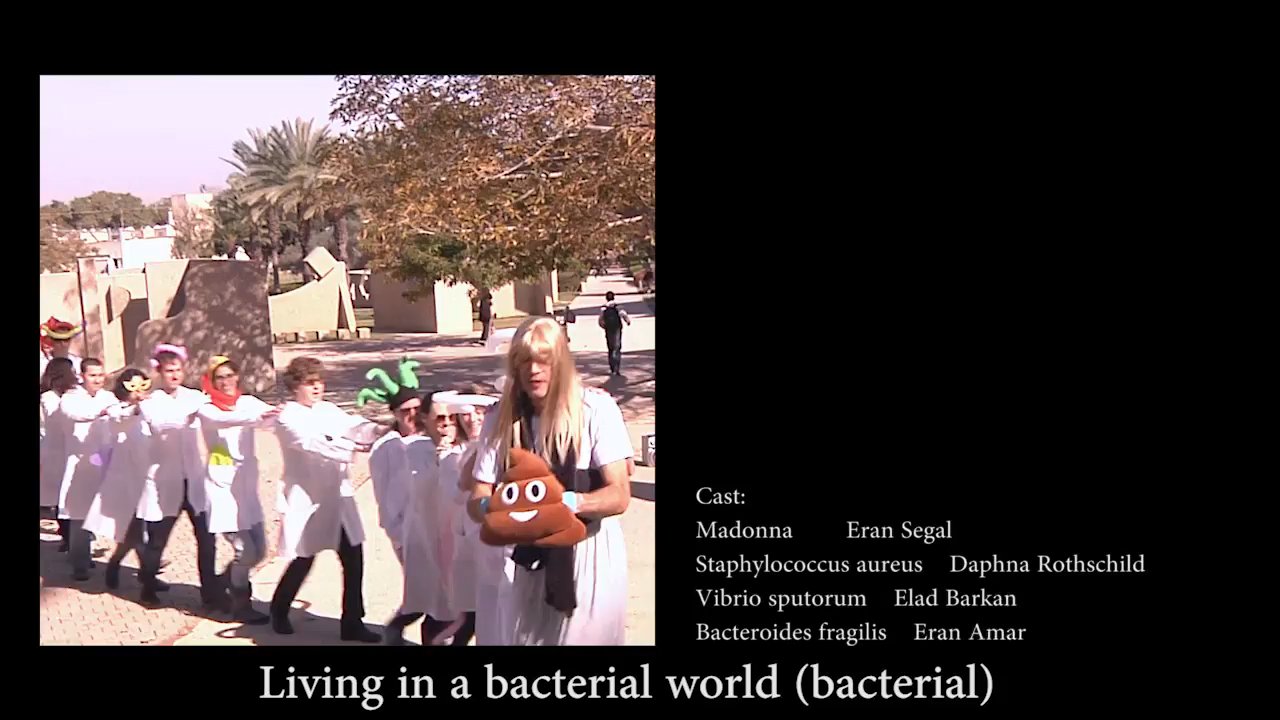 Cast:
Madonna Eran Segal
Staphylococcus aureus Daphna Rothschild
Vibrio sputorum Elad Barkan
Bacteroides fragilis Eran Amar
Living in a bacterial world (bacterial)